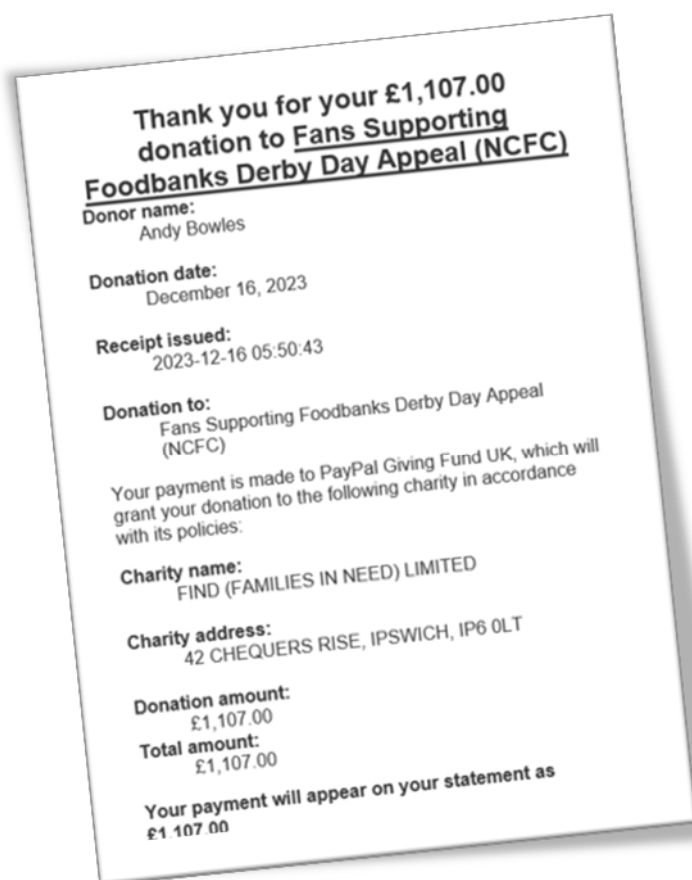 Thank you for your £1,107.00
donation to Fans Supporting
Foodbanks Derby Day Appeal (NCFC)
Donor name:
Andy Bowles
Donation date:
December 16, 2023
Receipt issued:
2023-12-16 05:50:43
Donation to:
Fans Supporting Foodbanks Derby Day Appeal
(NCFC)
Your payment is made to PayPal Giving Fund UK, which will
grant your donation to the following charity in accordance
with its policies:
Charity name:
FIND (FAMILIES IN NEED) LIMITED
Charity address:
42 CHEQUERS RISE, IPSWICH, IP6 0LT
Donation amount:
£1,107.00
Total amount:
£1,107.00
Your payment will appear on your statement as
£1,107.00